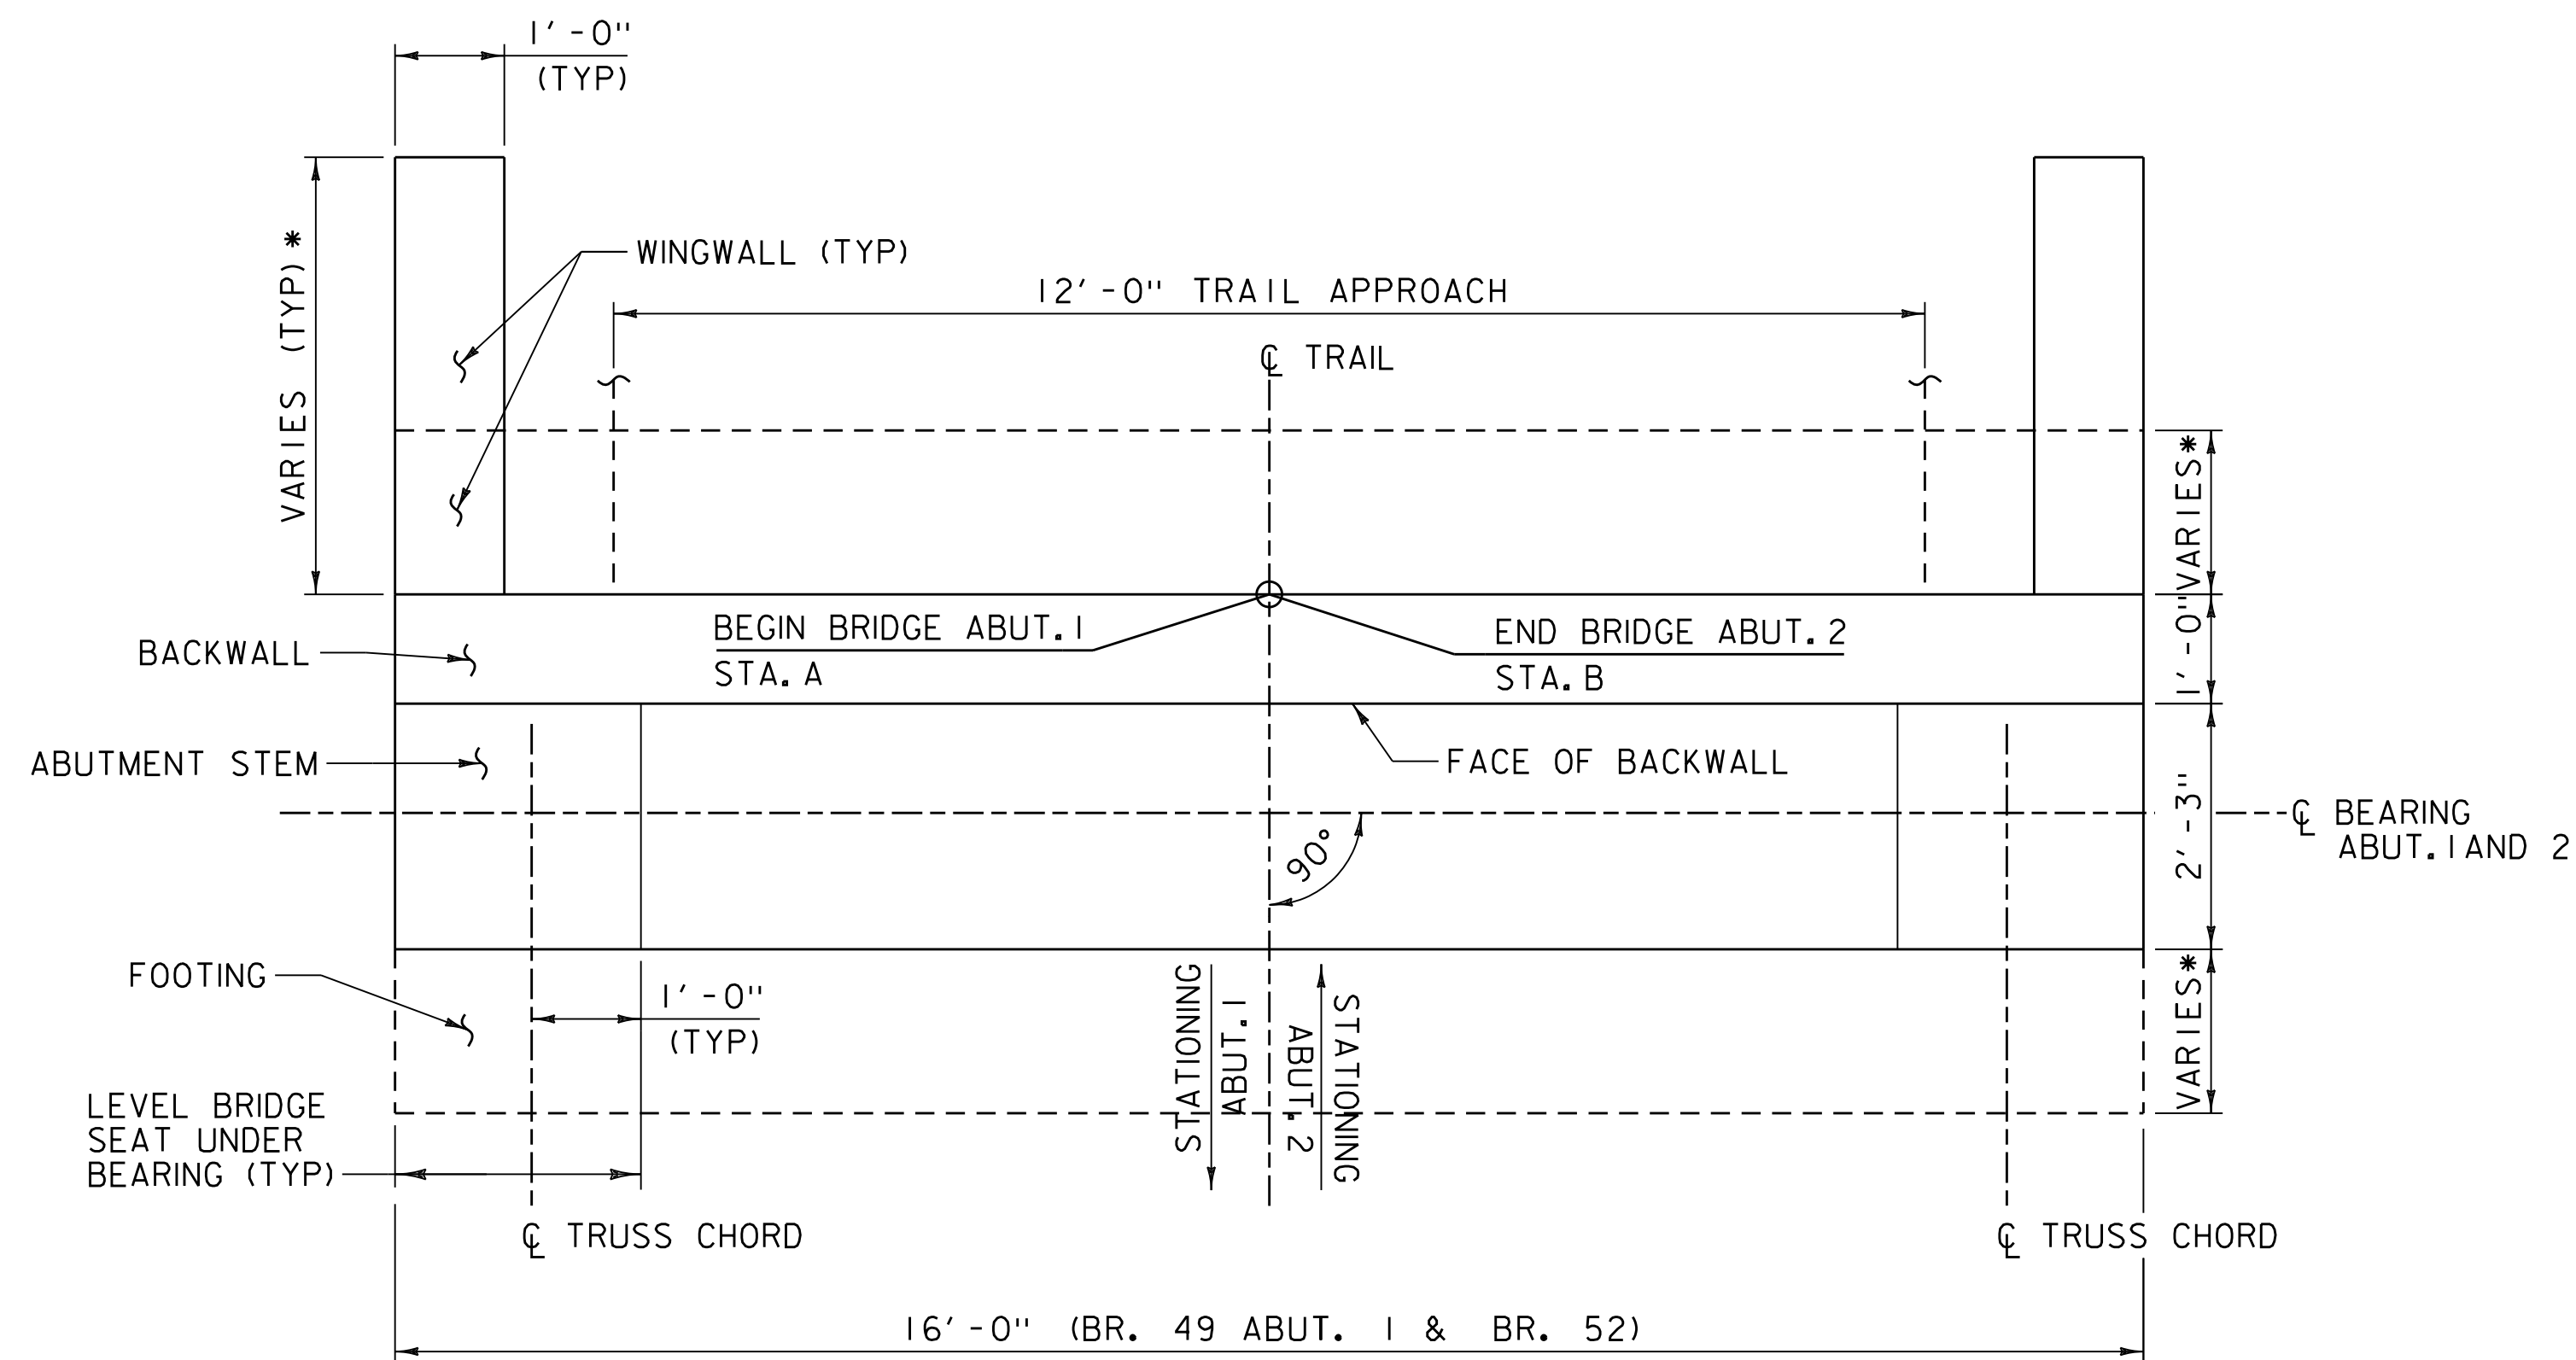 1'-0"
(TYP)
VARIES (TYP)*
WINGWALL (TYP)
12'-0" TRAIL APPROACH
℄ TRAIL
VARIES*
BACKWALL
BEGIN BRIDGE ABUT. 1
STA. A
END BRIDGE ABUT. 2
STA. B
1'-0"
ABUTMENT STEM
FACE OF BACKWALL
2'-3"
℄ BEARING
ABUT. 1 AND 2
90°
FOOTING
1'-0"
(TYP)
STATIONING
ABUT. 1
ABUT. 2
STATIONING
VARIES*
LEVEL BRIDGE
SEAT UNDER
BEARING (TYP)
℄ TRUSS CHORD
℄ TRUSS CHORD
16'-0" (BR. 49 ABUT. 1 & BR. 52)